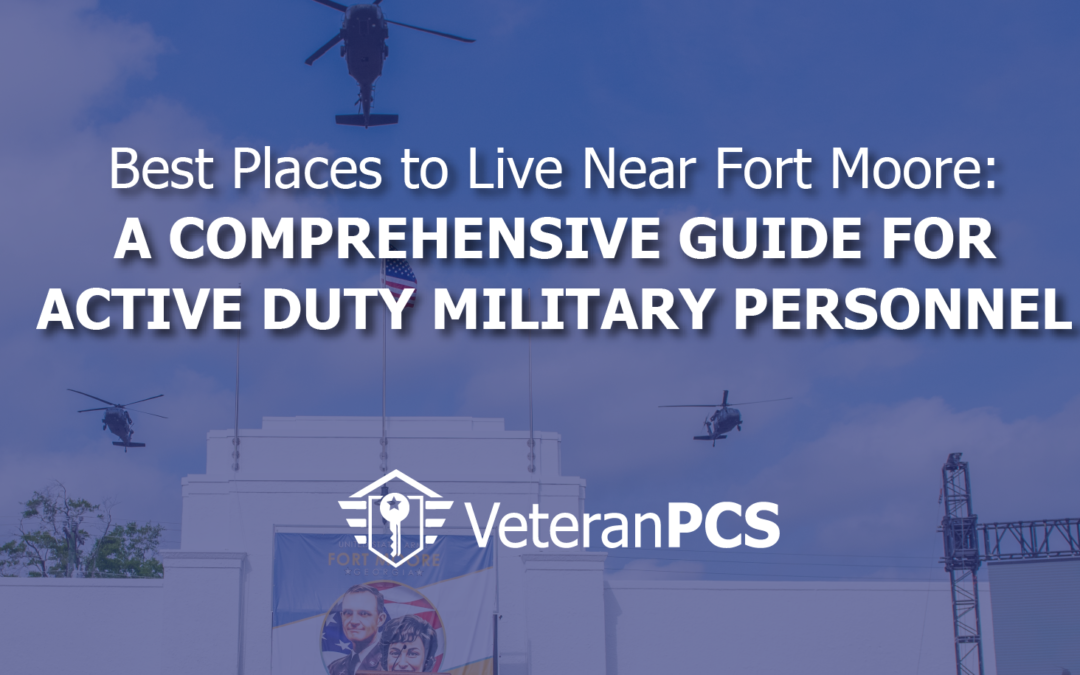 Best Places to Live Near Fort Moore:
A COMPREHENSIVE GUIDE FOR
ACTIVE DUTY MILITARY PERSONNEL
VeteranPCS
FORT MOORE